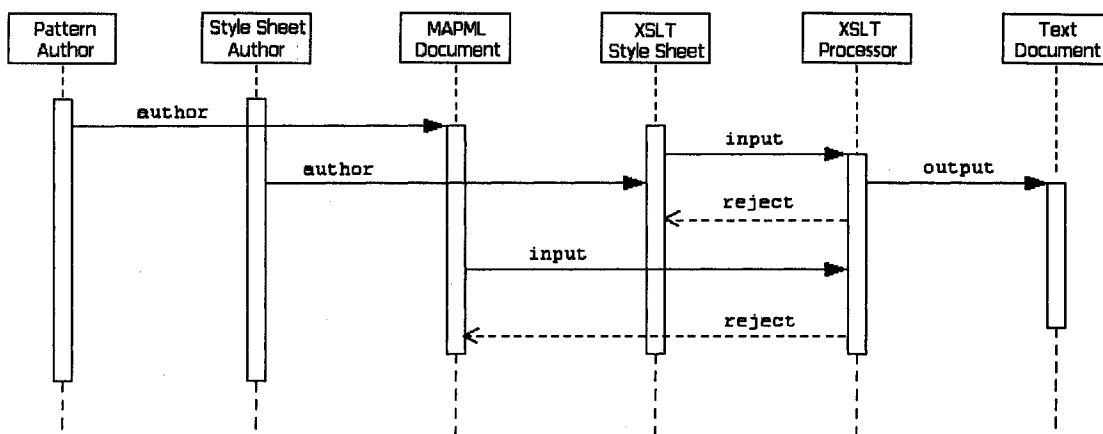 Pattern
Author
Style Sheet
Author
MAPML
Document
XSLT
Style Sheet
XSLT
Processor
Text
Document
author
input
author
output
reject
input
reject